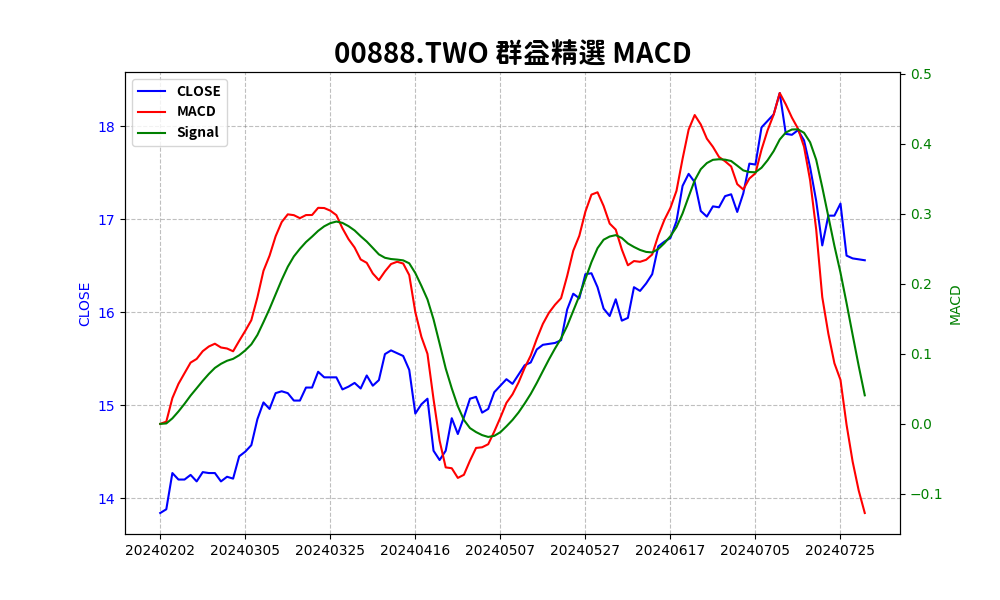 00888.TWO 群益精選 MACD
CLOSE
MACD
Signal
18
17
16
15
14
CLOSE
0.5
0.4
0.3
0.2
0.1
0.0
−0.1
MACD
20240202 20240305 20240325 20240416 20240507 20240527 20240617 20240705 20240725